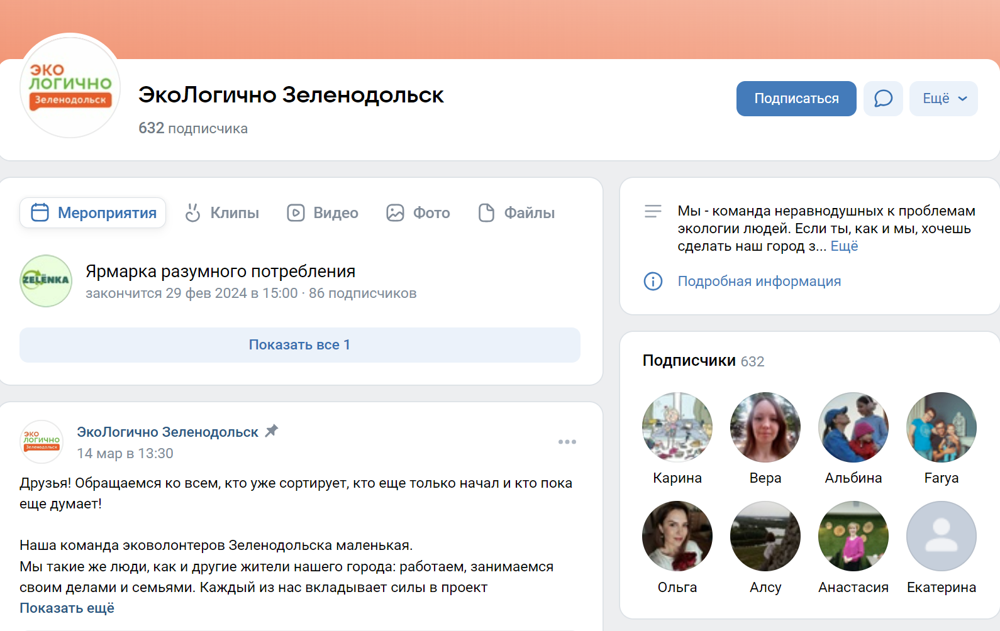 ЭКО
ЛОГИЧНО
Зеленодольск
ЭкоЛогично Зеленодольск
632 подписчика
Подписаться
Ещё
Мероприятия
Клипы
Видео
Фото
Файлы
ZELЁNKA
Ярмарка разумного потребления
закончится 29 фев 2024 в 15:00 · 86 подписчиков
Показать все 1
ЭКО
ЛОГИЧНО
Зеленодольск
ЭкоЛогично Зеленодольск
14 мар в 13:30
Друзья! Обращаемся ко всем, кто уже сортирует, кто еще только начал и кто пока
еще думает!
Наша команда эковолонтеров Зеленодольска маленькая.
Мы такие же люди, как и другие жители нашего города: работаем, занимаемся
своим делами и семьями. Каждый из нас вкладывает силы в проект
Показать ещё
Мы - команда неравнодушных к проблемам
экологии людей. Если ты, как и мы, хочешь
сделать наш город з... Ещё
Подробная информация
Подписчики 632
Карина
Вера
Альбина
Farya
Ольга
Алсу
Анастасия
Екатерина